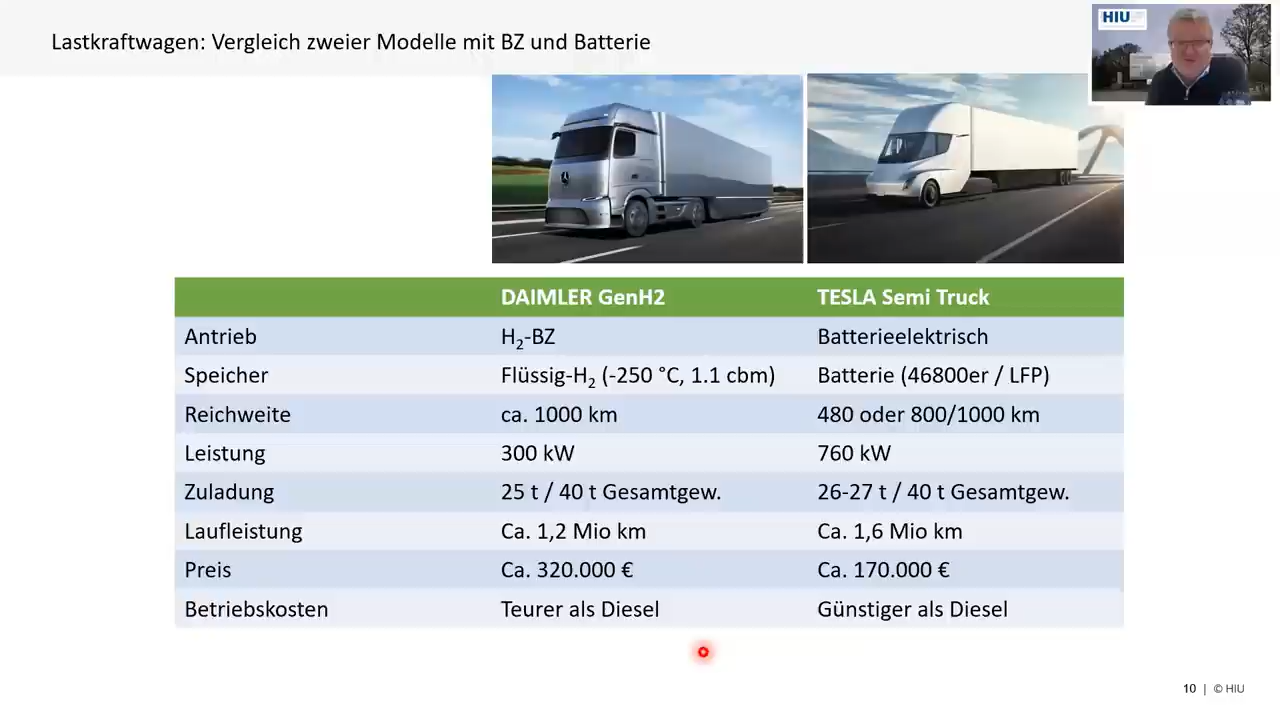 Lastkraftwagen: Vergleich zweier Modelle mit BZ und Batterie
HIU
DAIMLER GenH2 TESLA Semi Truck
Antrieb H₂-BZ Batterieelektrisch
Speicher Flüssig-H₂ (-250 °C, 1.1 cbm) Batterie (46800er / LFP)
Reichweite ca. 1000 km 480 oder 800/1000 km
Leistung 300 kW 760 kW
Zuladung 25 t / 40 t Gesamtgew. 26-27 t / 40 t Gesamtgew.
Laufleistung Ca. 1,2 Mio km Ca. 1,6 Mio km
Preis Ca. 320.000 € Ca. 170.000 €
Betriebskosten Teurer als Diesel Günstiger als Diesel
10 | © HIU